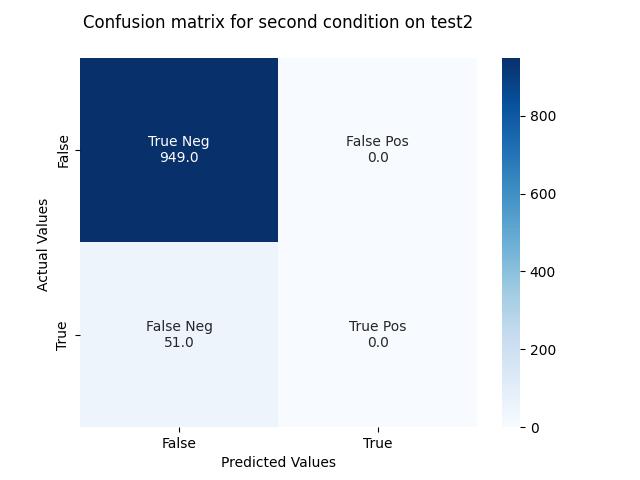 Confusion matrix for second condition on test2
Actual Values
False
True
True Neg
949.0
False Pos
0.0
False Neg
51.0
True Pos
0.0
False
True
Predicted Values
800
600
400
200
0